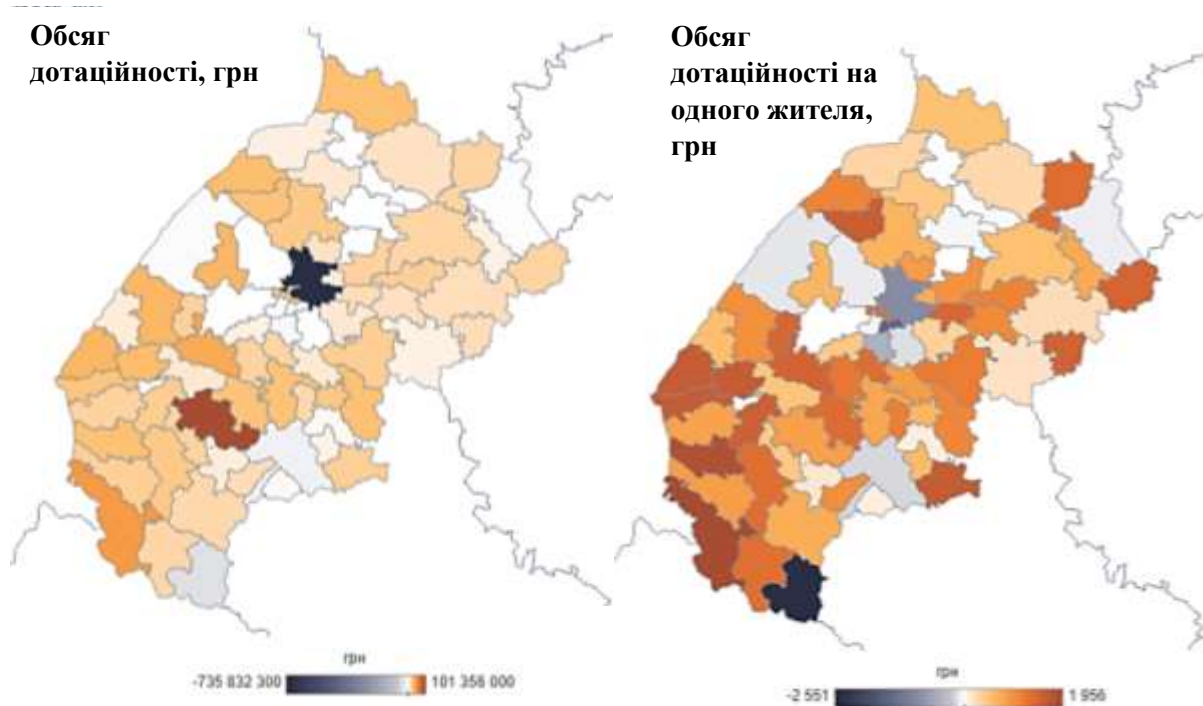 Обсяг
дотаційності, грн
Обсяг
дотаційності на
одного жителя,
грн
грн
-735 832 300
101 356 000
грн
-2 551
1 956